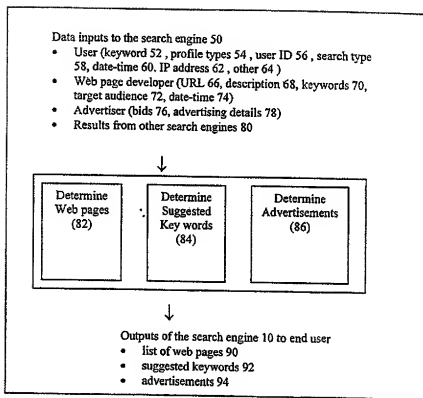 Data inputs to the search engine 50
• User (keyword 52 , profile types 54 , user ID 56 , search type
58, date-time 60. IP address 62 , other 64 )
• Web page developer (URL 66, description 68, keywords 70,
target audience 72, date-time 74)
• Advertiser (bids 76, advertising details 78)
• Results from other search engines 80
↓
Determine
Web pages
(82)
Determine
Suggested
Key words
(84)
Determine
Advertisements
(86)
↓
Outputs of the search engine 10 to end user
• list of web pages 90
• suggested keywords 92
• advertisements 94